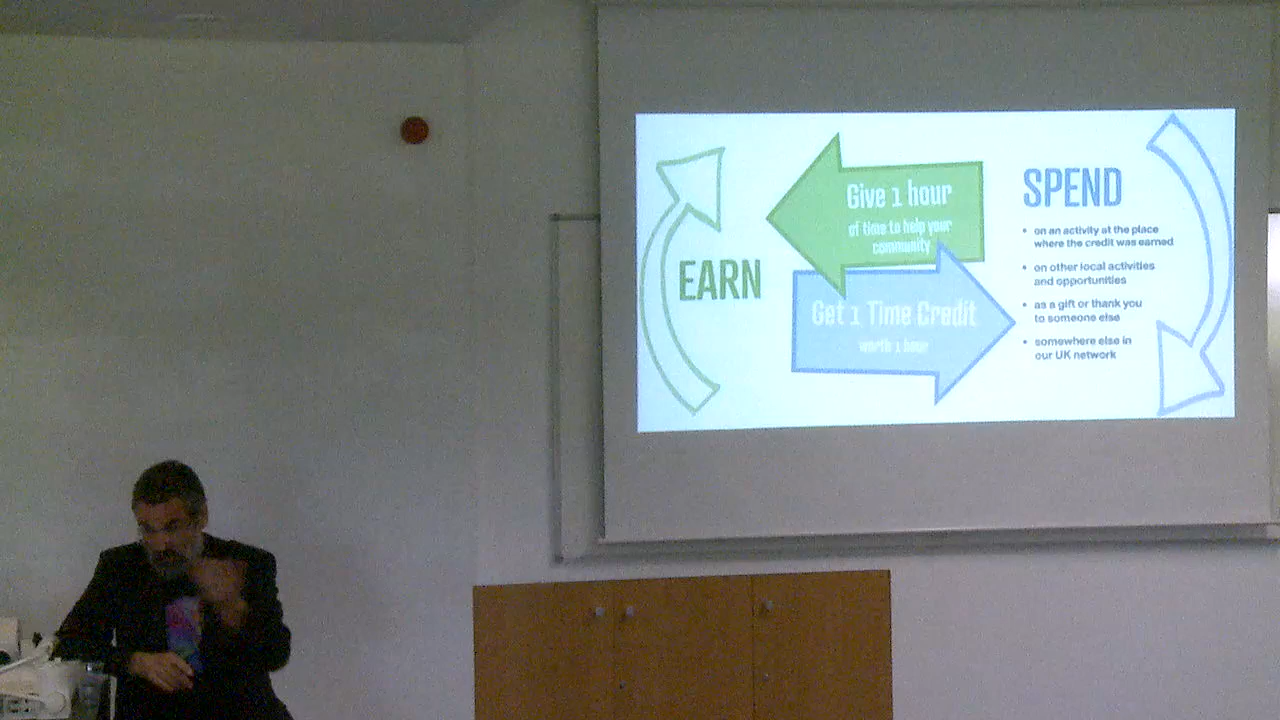 EARN
Give 1 hour
of time to help your
community
Get 1 Time Credit
worth 1 hour
SPEND
• on an activity at the place
where the credit was earned
• on other local activities
and opportunities
• as a gift or thank you
to someone else
• somewhere else in
our UK network